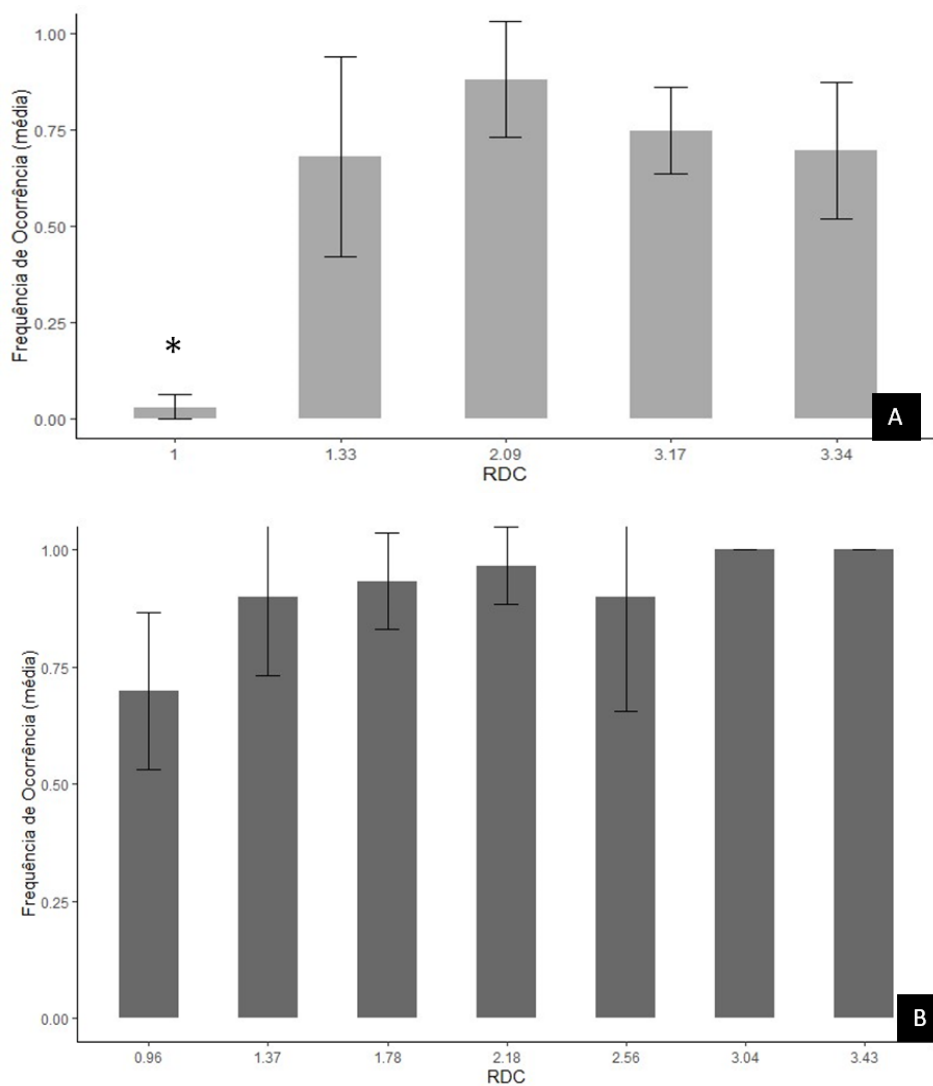 Frequência de Ocorrência (média)
1.00
0.75
0.50
0.25
0.00
*
A
1 1.33 2.09 3.17 3.34
RDC
Frequência de Ocorrência (média)
1.00
0.75
0.50
0.25
0.00
B
0.96 1.37 1.78 2.18 2.56 3.04 3.43
RDC